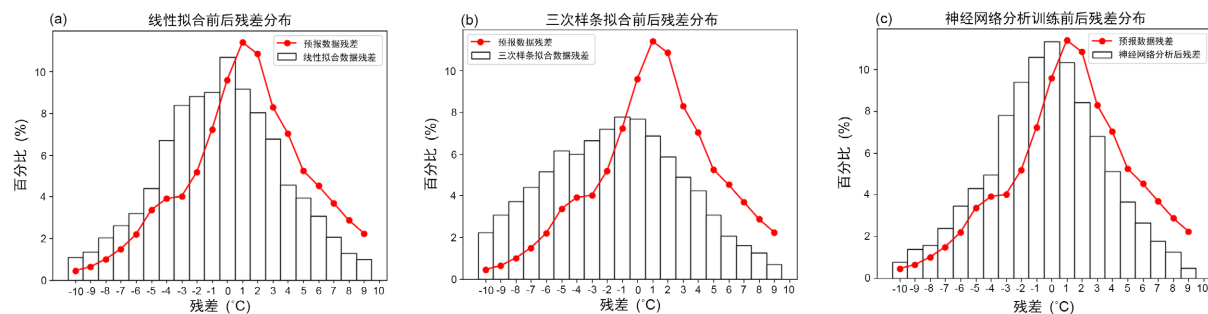 (a)
线性拟合前后残差分布
预报数据残差
线性拟合数据残差
百分比 (%)
10
8
6
4
2
0
-10 -9 -8 -7 -6 -5 -4 -3 -2 -1 0 1 2 3 4 5 6 7 8 9 10
残差 (°C)
(b)
三次样条拟合前后残差分布
预报数据残差
三次样条拟合数据残差
百分比 (%)
10
8
6
4
2
0
-10 -9 -8 -7 -6 -5 -4 -3 -2 -1 0 1 2 3 4 5 6 7 8 9 10
残差 (°C)
(c)
神经网络分析训练前后残差分布
预报数据残差
神经网络分析后残差
百分比 (%)
10
8
6
4
2
0
-10 -9 -8 -7 -6 -5 -4 -3 -2 -1 0 1 2 3 4 5 6 7 8 9 10
残差 (°C)